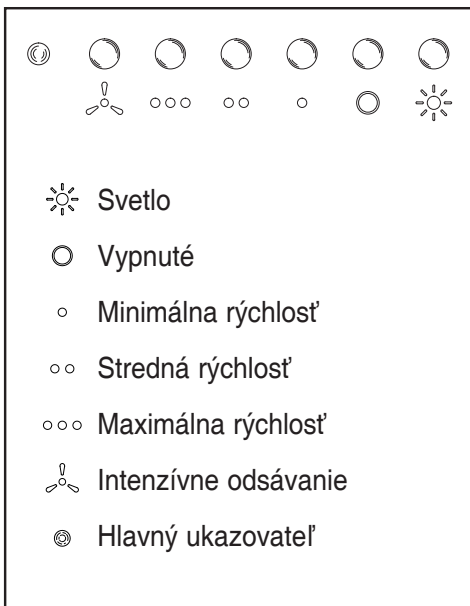 Svetlo
Vypnuté
Minimálna rýchlosť
Stredná rýchlosť
Maximálna rýchlosť
Intenzívne odsávanie
Hlavný ukazovateľ